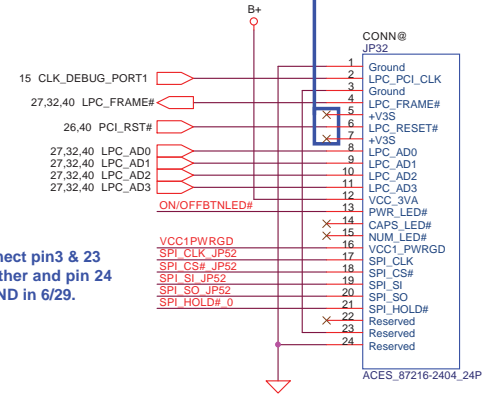 B+
CONN@
JP32
1 Ground
15 CLK_DEBUG_PORT1 2 LPC_PCI_CLK
3 Ground
27,32,40 LPC_FRAME# 4 LPC_FRAME#
5 +V3S
26,40 PCI_RST# 6 LPC_RESET#
7 +V3S
27,32,40 LPC_AD0 8 LPC_AD0
27,32,40 LPC_AD1 9 LPC_AD1
27,32,40 LPC_AD2 10 LPC_AD2
27,32,40 LPC_AD3 11 LPC_AD3
12 VCC_3VA
ON/OFFBTNLED# 13 PWR_LED#
14 CAPS_LED#
15 NUM_LED#
VCC1PWRGD 16 VCC1_PWRGD
SPI_CLK_JP52 17 SPI_CLK
SPI_CS#_JP52 18 SPI_CS#
SPI_SI_JP52 19 SPI_SI
SPI_SO_JP52 20 SPI_SO
SPI_HOLD#_0 21 SPI_HOLD#
22 Reserved
23 Reserved
24 Reserved
nect pin3 & 23
ther and pin 24
ND in 6/29.
ACES_87216-2404_24P